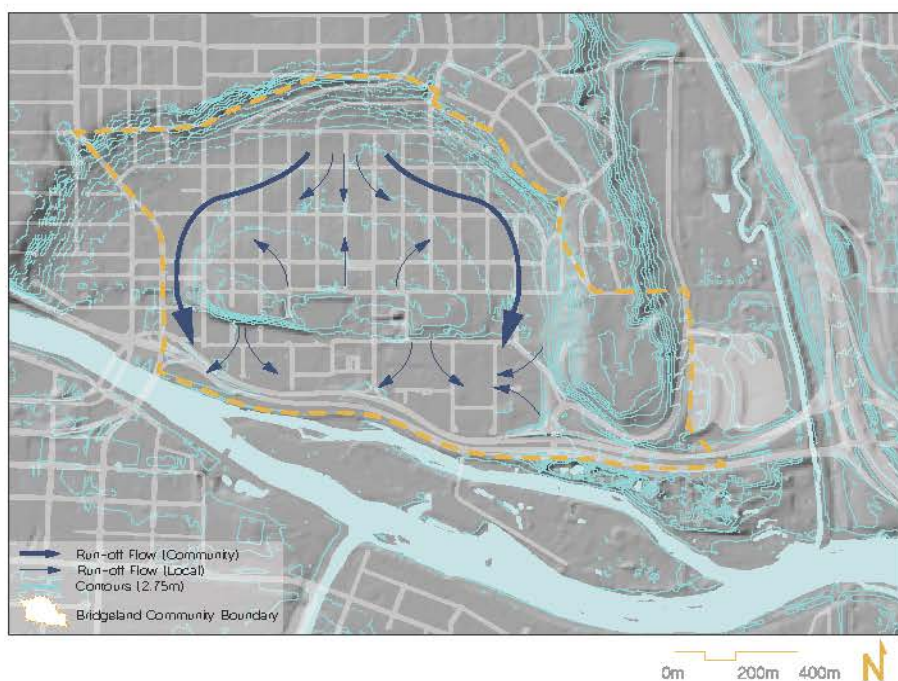 Run-off Flow (Community)
Run-off Flow (Local)
Contours (2.75m)
Bridgeland Community Boundary
0m 200m 400m N